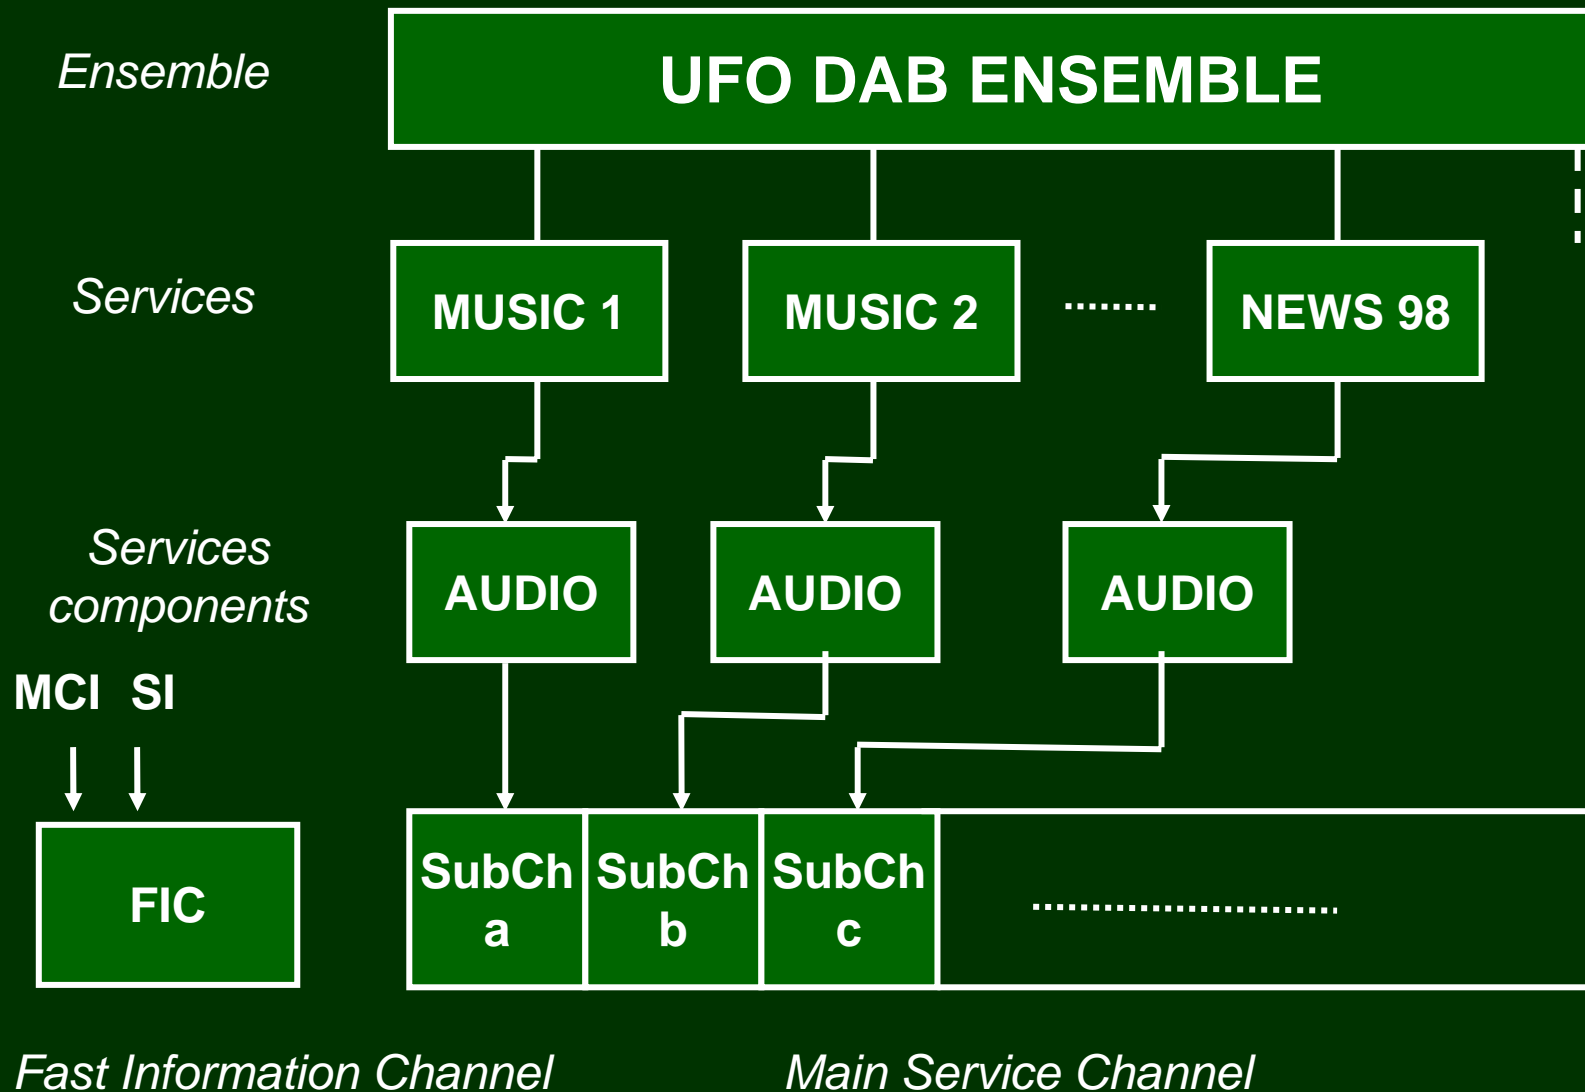 Ensemble
UFO DAB ENSEMBLE
Services
MUSIC 1
MUSIC 2
NEWS 98
Services
components
AUDIO
AUDIO
AUDIO
MCI SI
FIC
SubCh
a
SubCh
b
SubCh
c
Fast Information Channel
Main Service Channel